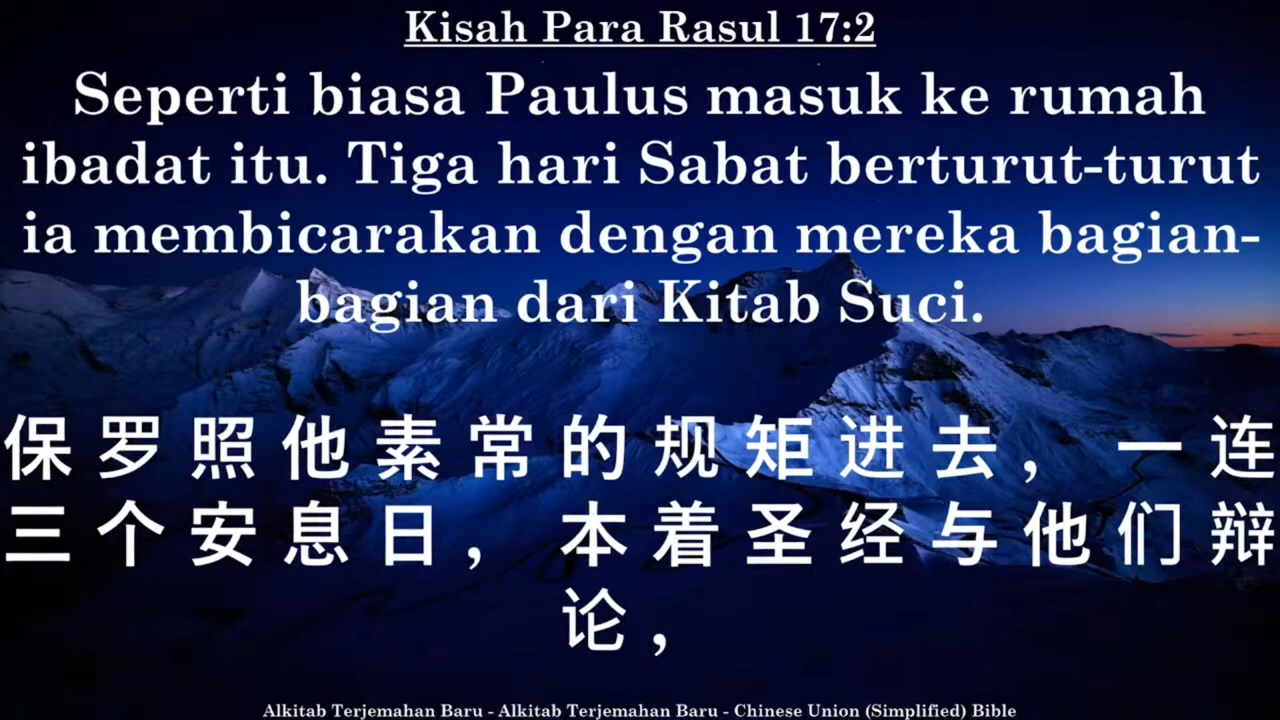 Kisah Para Rasul 17:2
Seperti biasa Paulus masuk ke rumah
ibadat itu. Tiga hari Sabat berturut-turut
ia membicarakan dengan mereka bagian-
bagian dari Kitab Suci.
保罗照他素常的规矩进去，一连
三个安息日，本着圣经与他们辩
论，
Alkitab Terjemahan Baru - Alkitab Terjemahan Baru - Chinese Union (Simplified) Bible